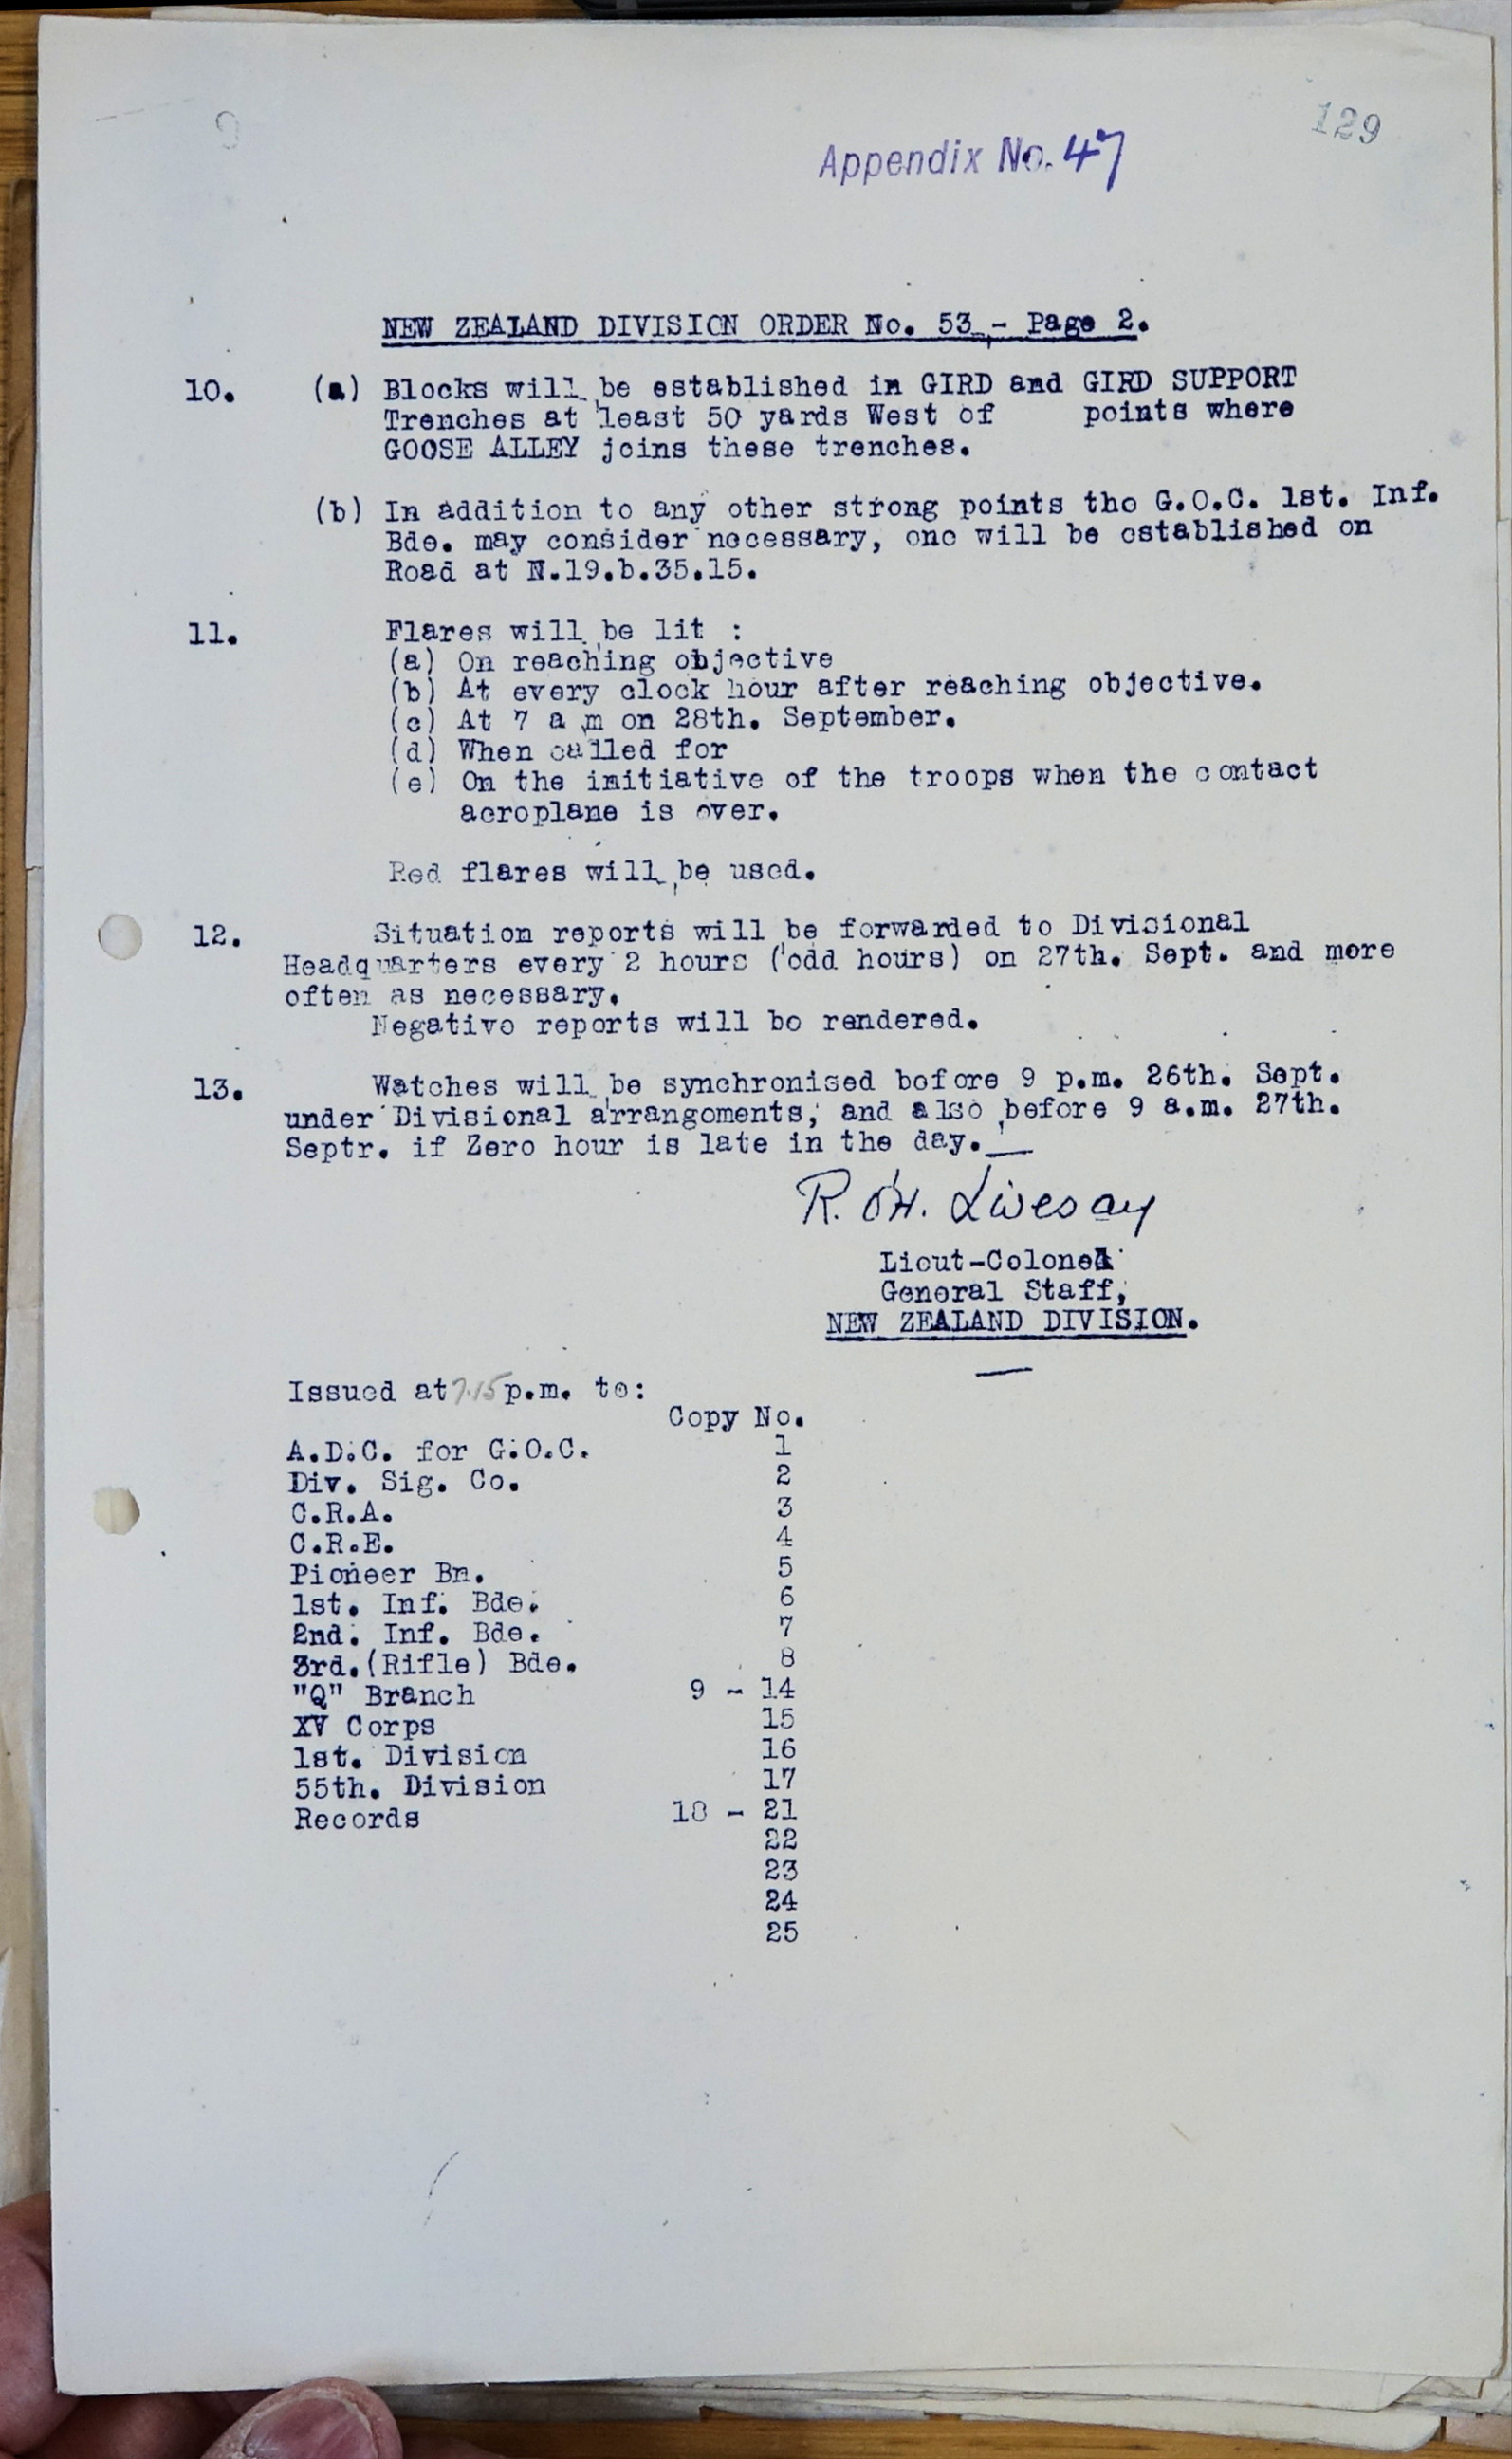 129
Appendix No. 47
NEW ZEALAND DIVISION ORDER No. 53 - Page 2.
10. (a) Blocks will be established in GIRD and GIRD SUPPORT
Trenches at least 50 yards West of points where
GOOSE ALLEY joins these trenches.
(b) In addition to any other strong points the G.O.C. 1st. Inf.
Bde. may consider necessary, one will be established on
Road at N.19.b.35.15.
11. Flares will be lit :
(a) On reaching objective
(b) At every clock hour after reaching objective.
(c) At 7 a m on 28th. September.
(d) When called for
(e) On the initiative of the troops when the contact
aeroplane is over.
Red flares will be used.
12. Situation reports will be forwarded to Divisional
Headquarters every 2 hours (odd hours) on 27th. Sept. and more
often as necessary.
Negative reports will be rendered.
13. Watches will be synchronised before 9 p.m. 26th. Sept.
under Divisional arrangements, and also before 9 a.m. 27th.
Septr. if Zero hour is late in the day.
R. O'H. Livesay
Lieut-Colonel
General Staff,
NEW ZEALAND DIVISION.
Issued at 7.15 p.m. to:
Copy No.
A.D.C. for G.O.C. 1
Div. Sig. Co. 2
C.R.A. 3
C.R.E. 4
Pioneer Bn. 5
1st. Inf. Bde. 6
2nd. Inf. Bde. 7
3rd. (Rifle) Bde. 8
"Q" Branch 9 - 14
XV Corps 15
1st. Division 16
55th. Division 17
Records 18 - 21
22
23
24
25